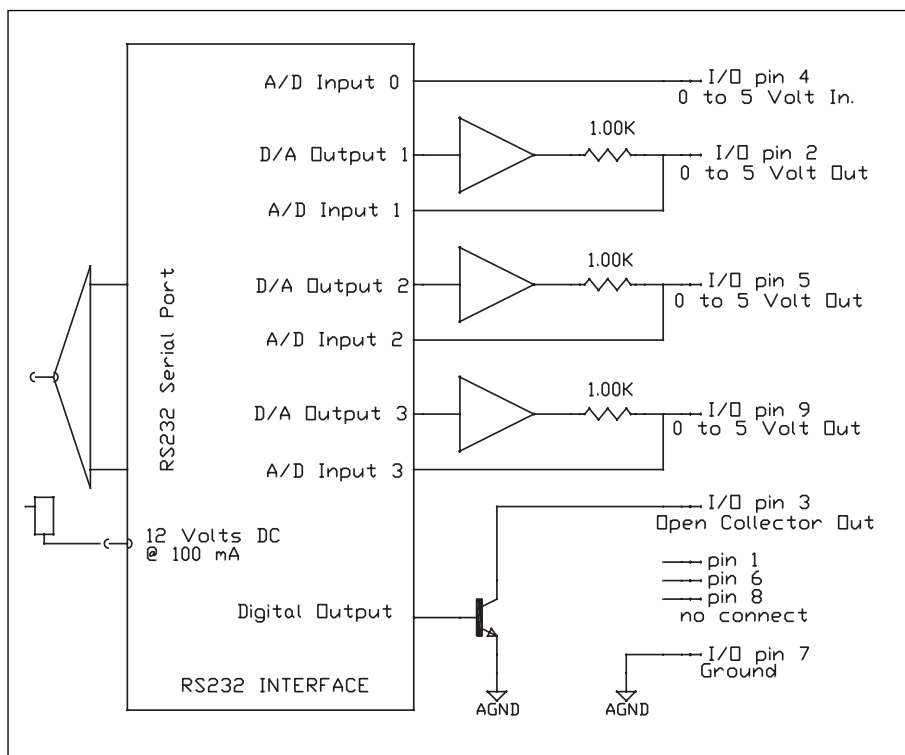 A/D Input 0
I/O pin 4
0 to 5 Volt In.
1.00K
D/A Output 1
I/O pin 2
0 to 5 Volt Out
A/D Input 1
1.00K
D/A Output 2
I/O pin 5
0 to 5 Volt Out
A/D Input 2
RS232 Serial Port
1.00K
D/A Output 3
I/O pin 9
0 to 5 Volt Out
A/D Input 3
I/O pin 3
Open Collector Out
12 Volts DC
@ 100 mA
pin 1
pin 6
pin 8
no connect
Digital Output
I/O pin 7
Ground
RS232 INTERFACE
AGND
AGND